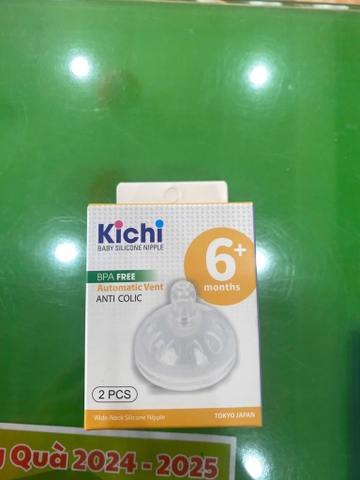 Kichi
BABY SILICONE NIPPLE
6+
months
BPA FREE
Automatic Vent
ANTI COLIC
2 PCS
Wide Neck Silicone Nipple
TOKYO JAPAN
Quà 2024 - 2025